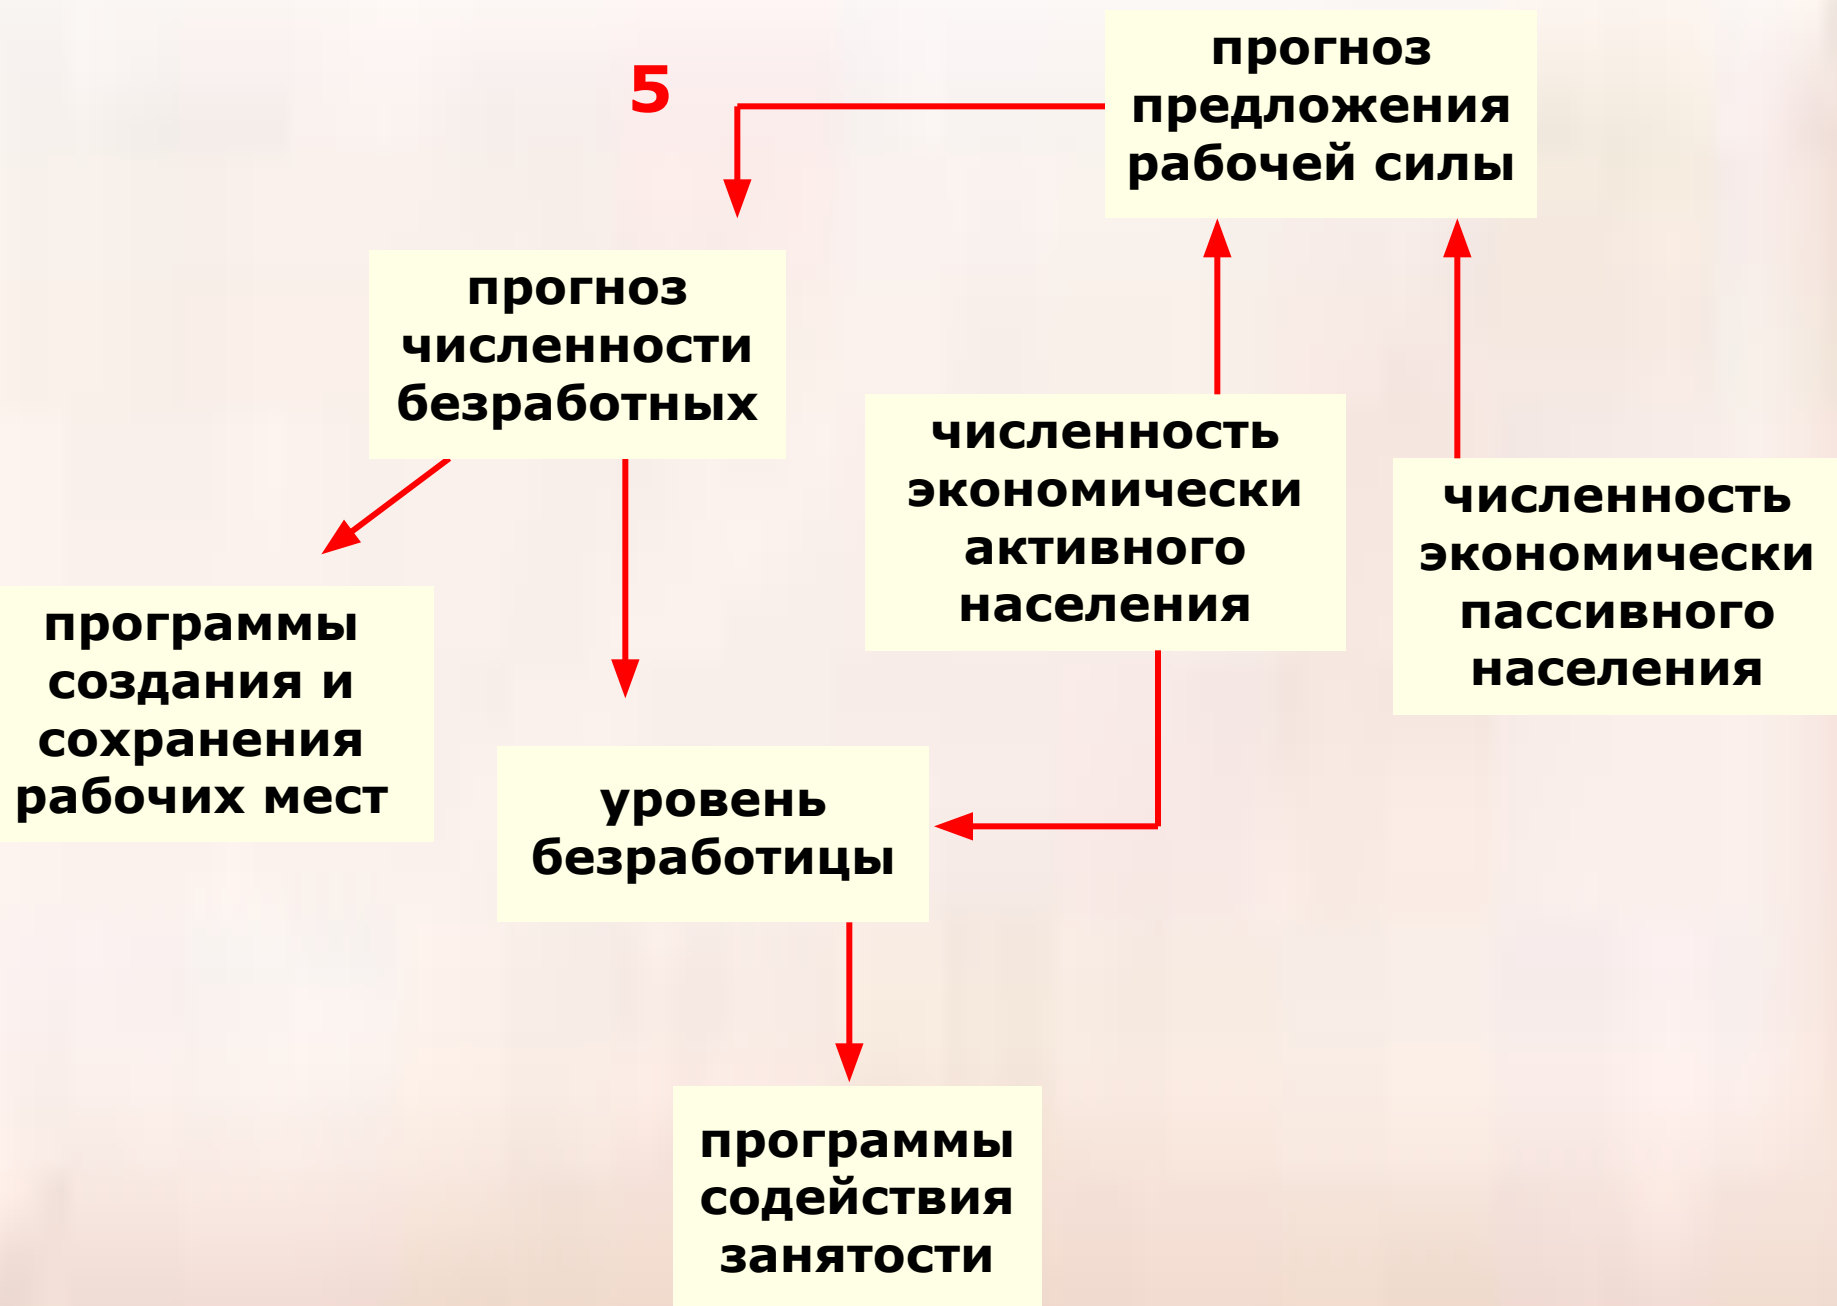 5
прогноз
предложения
рабочей силы
прогноз
численности
безработных
численность
экономически
активного
населения
численность
экономически
пассивного
населения
программы
создания и
сохранения
рабочих мест
уровень
безработицы
программы
содействия
занятости